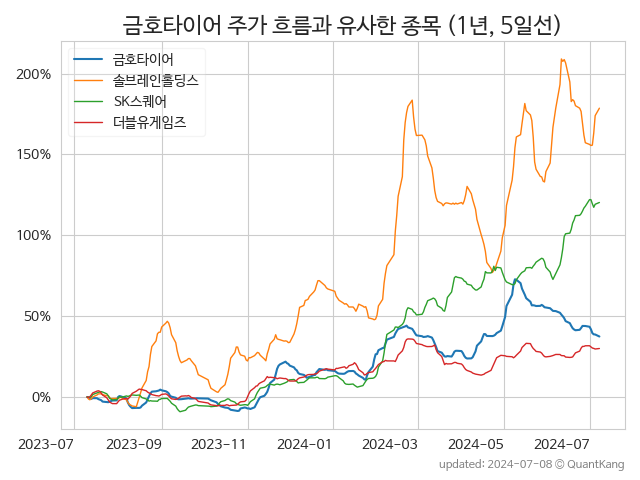 금호타이어 주가 흐름과 유사한 종목 (1년, 5일선)
금호타이어
솔브레인홀딩스
SK스퀘어
더블유게임즈
200%
150%
100%
50%
0%
2023-07 2023-09 2023-11 2024-01 2024-03 2024-05 2024-07
updated: 2024-07-08 © QuantKang